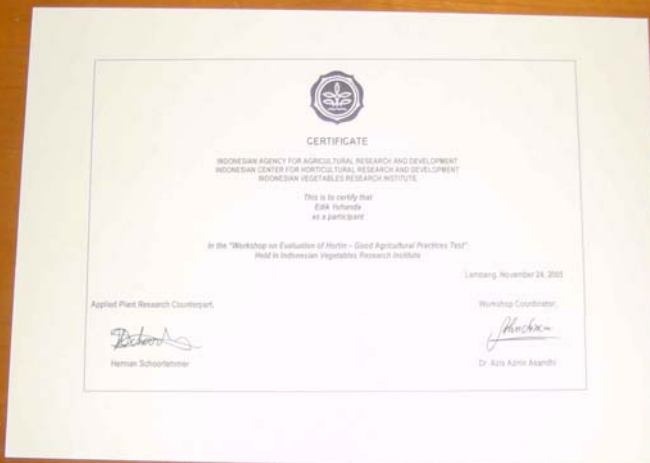 CERTIFICATE
INDONESIAN AGENCY FOR AGRICULTURAL RESEARCH AND DEVELOPMENT
INDONESIAN CENTER FOR HORTICULTURAL RESEARCH AND DEVELOPMENT
INDONESIAN VEGETABLES RESEARCH INSTITUTE
This is to certify that
Edik
as a participant
In the "Workshop on Evaluation of Hortin – Good Agricultural Practices Test"
Held in Indonesian Vegetables Research Institute
Lembang, November 24, 2005
Applied Plant Research Counterpart,
Workshop Coordinator,
Herman Schoorlemmer
Dr. Azis Azirin Asandhi